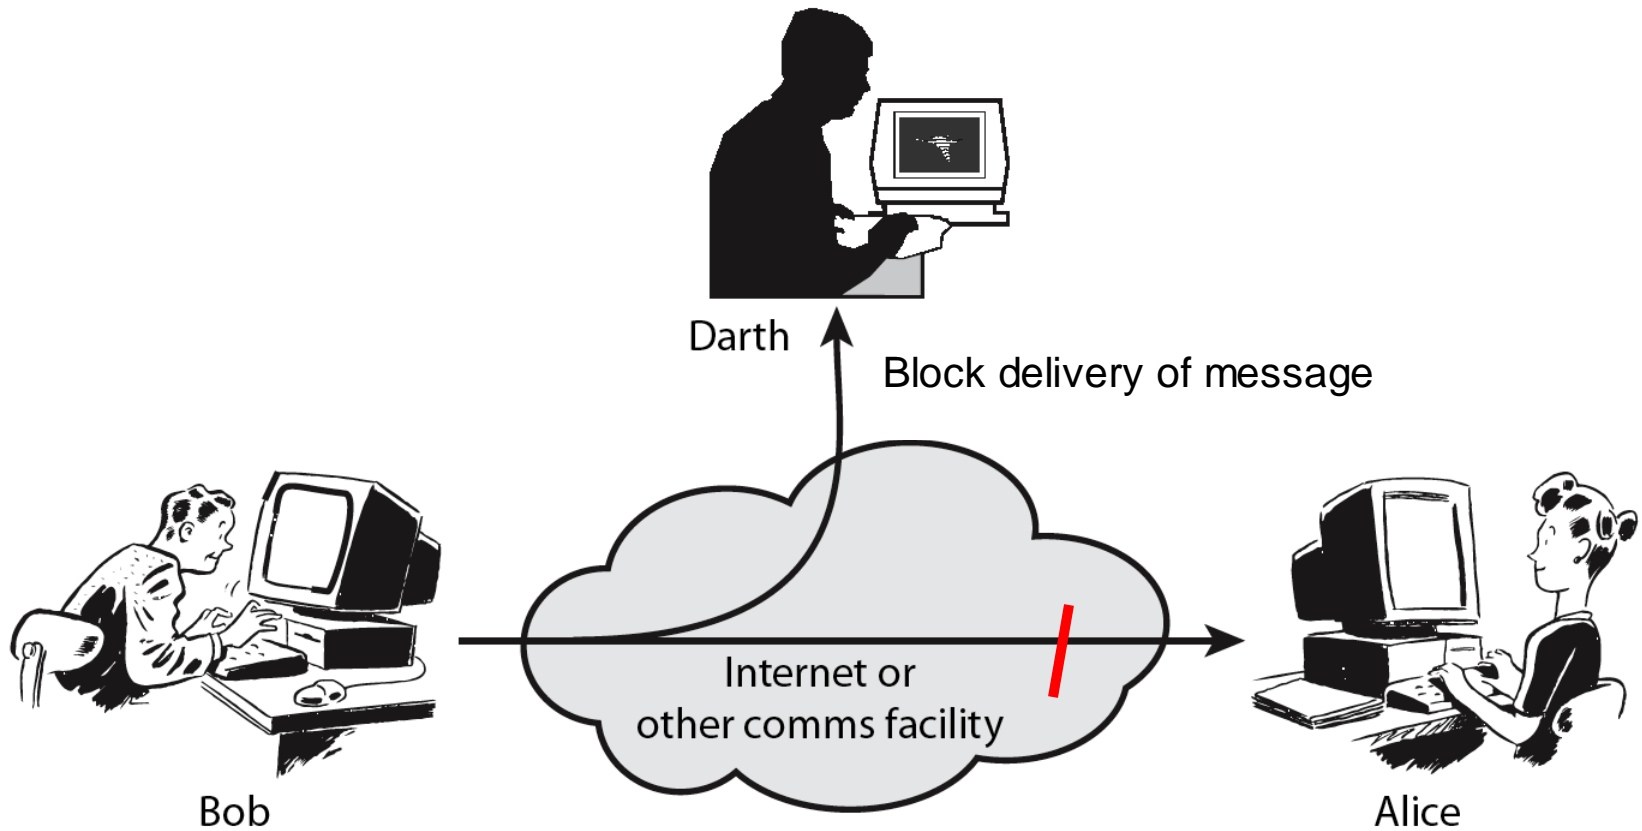 Darth
Block delivery of message
Internet or
other comms facility
Bob
Alice